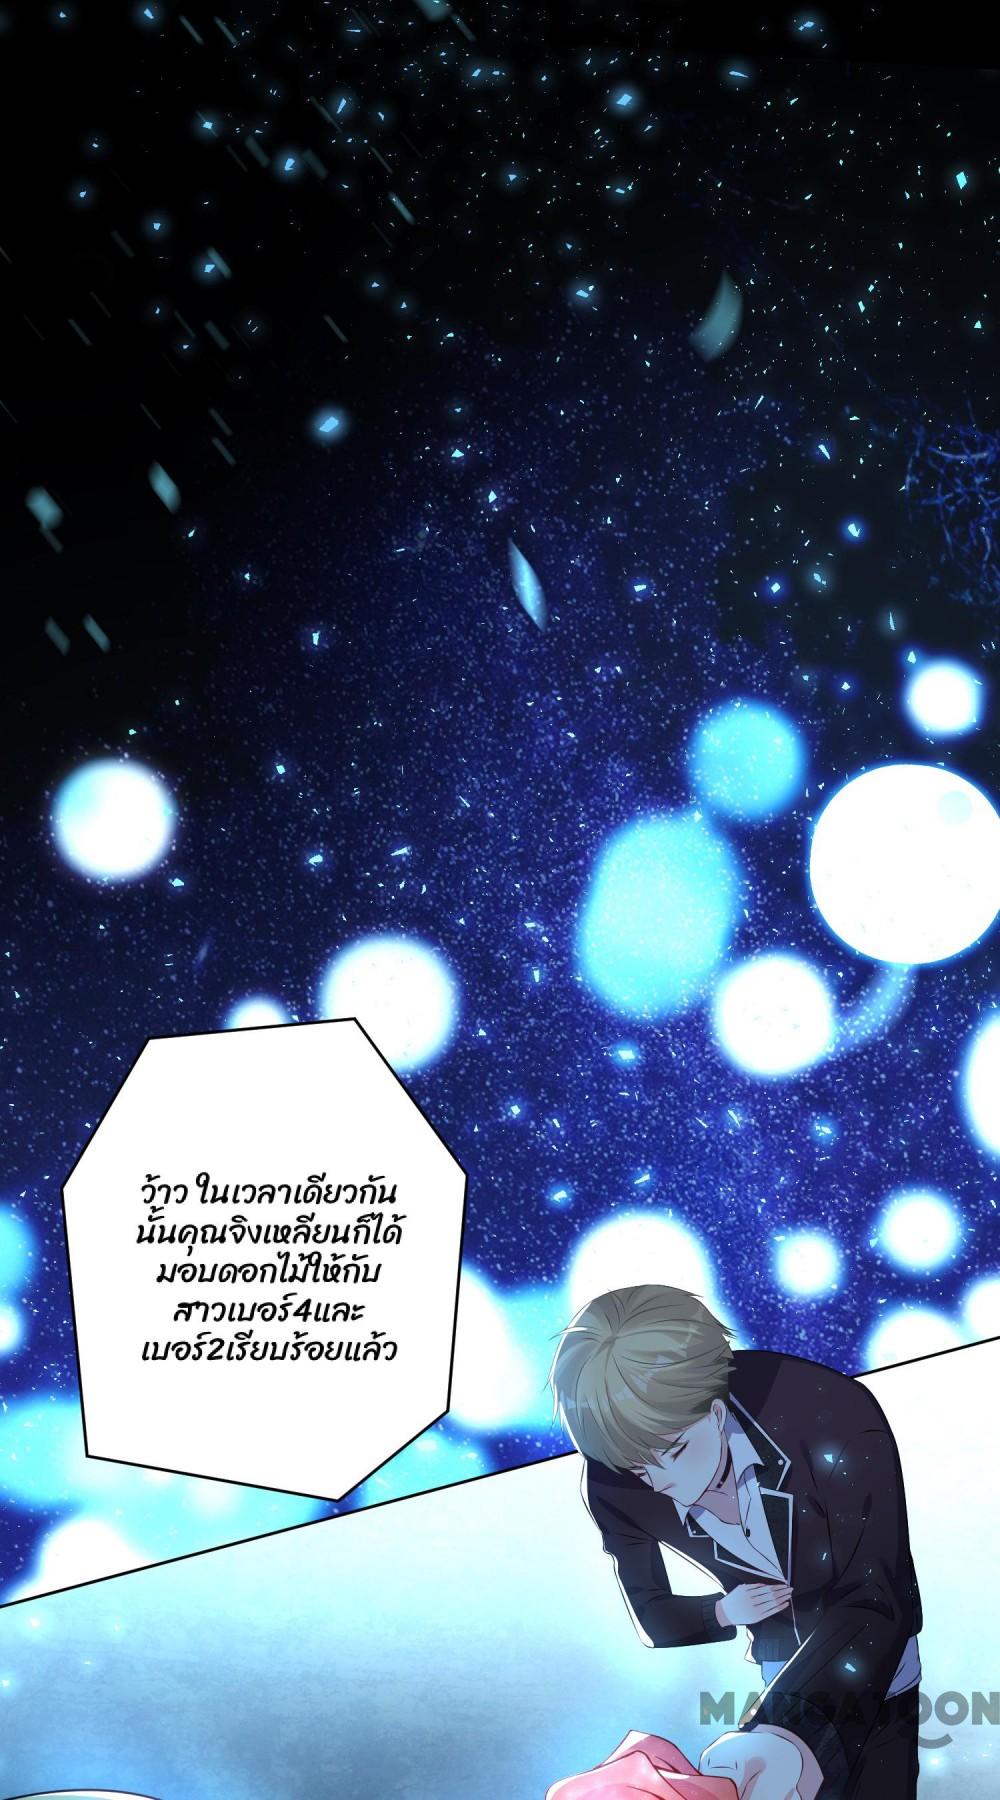 ว้าว ในเวลาเดียวกัน
นั้นคุณจิงเหลียนก็ได้
มอบดอกไม้ให้กับ
สาวเบอร์4และ
เบอร์2เรียบร้อยแล้ว
MANGATOON